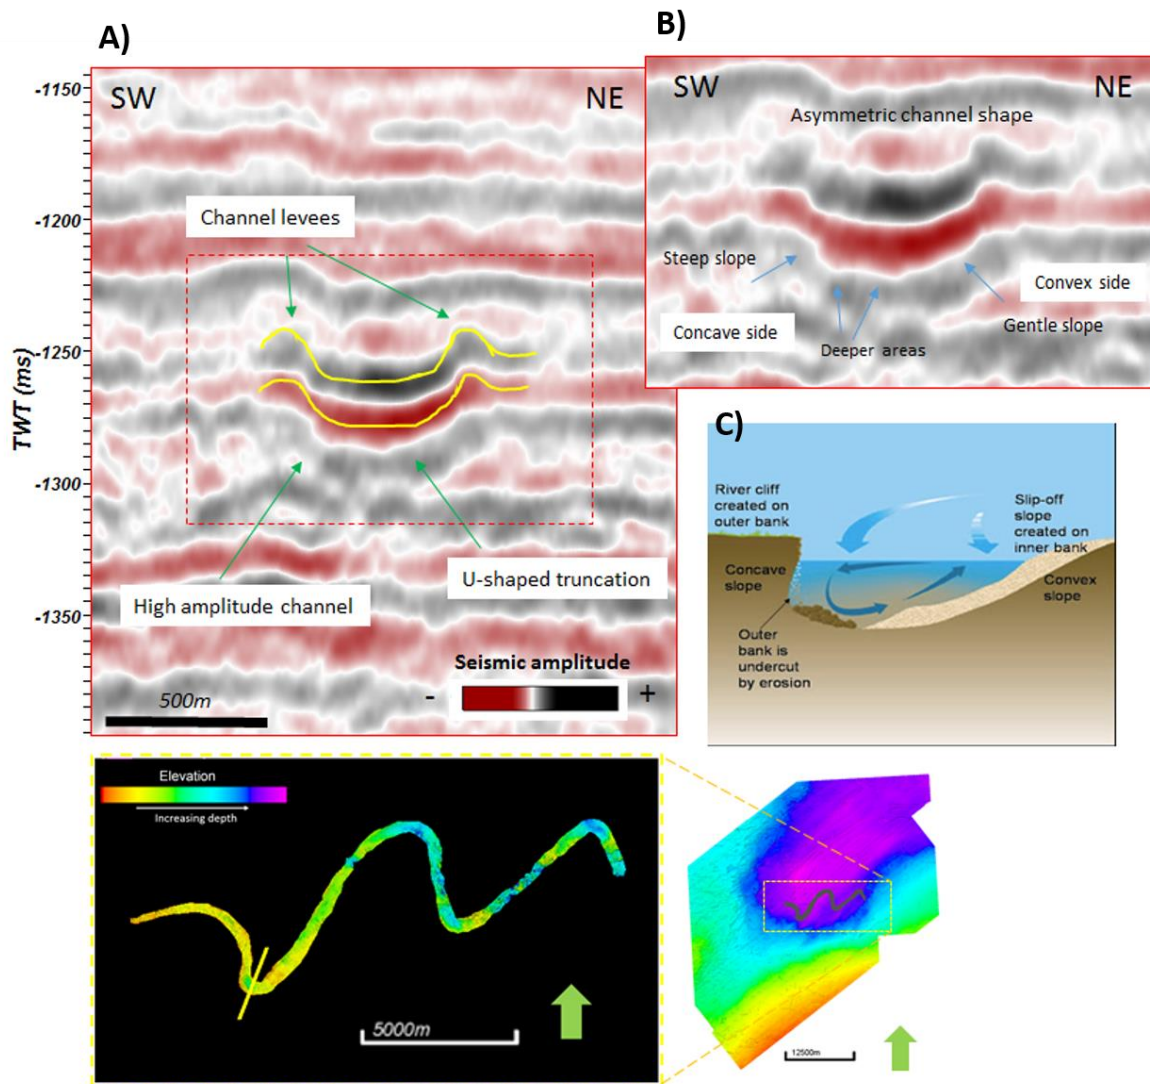 A)
SW
NE
-1150
-1200
-1250
-1300
-1350
TWT (ms)
Channel levees
High amplitude channel
U-shaped truncation
Seismic amplitude
-
+
500m
B)
SW
NE
Asymmetric channel shape
Steep slope
Concave side
Deeper areas
Convex side
Gentle slope
C)
River cliff
created on
outer bank
Slip-off
slope
created on
inner bank
Concave
slope
Convex
slope
Outer
bank is
undercut
by erosion
Elevation
Increasing depth
5000m
12500m